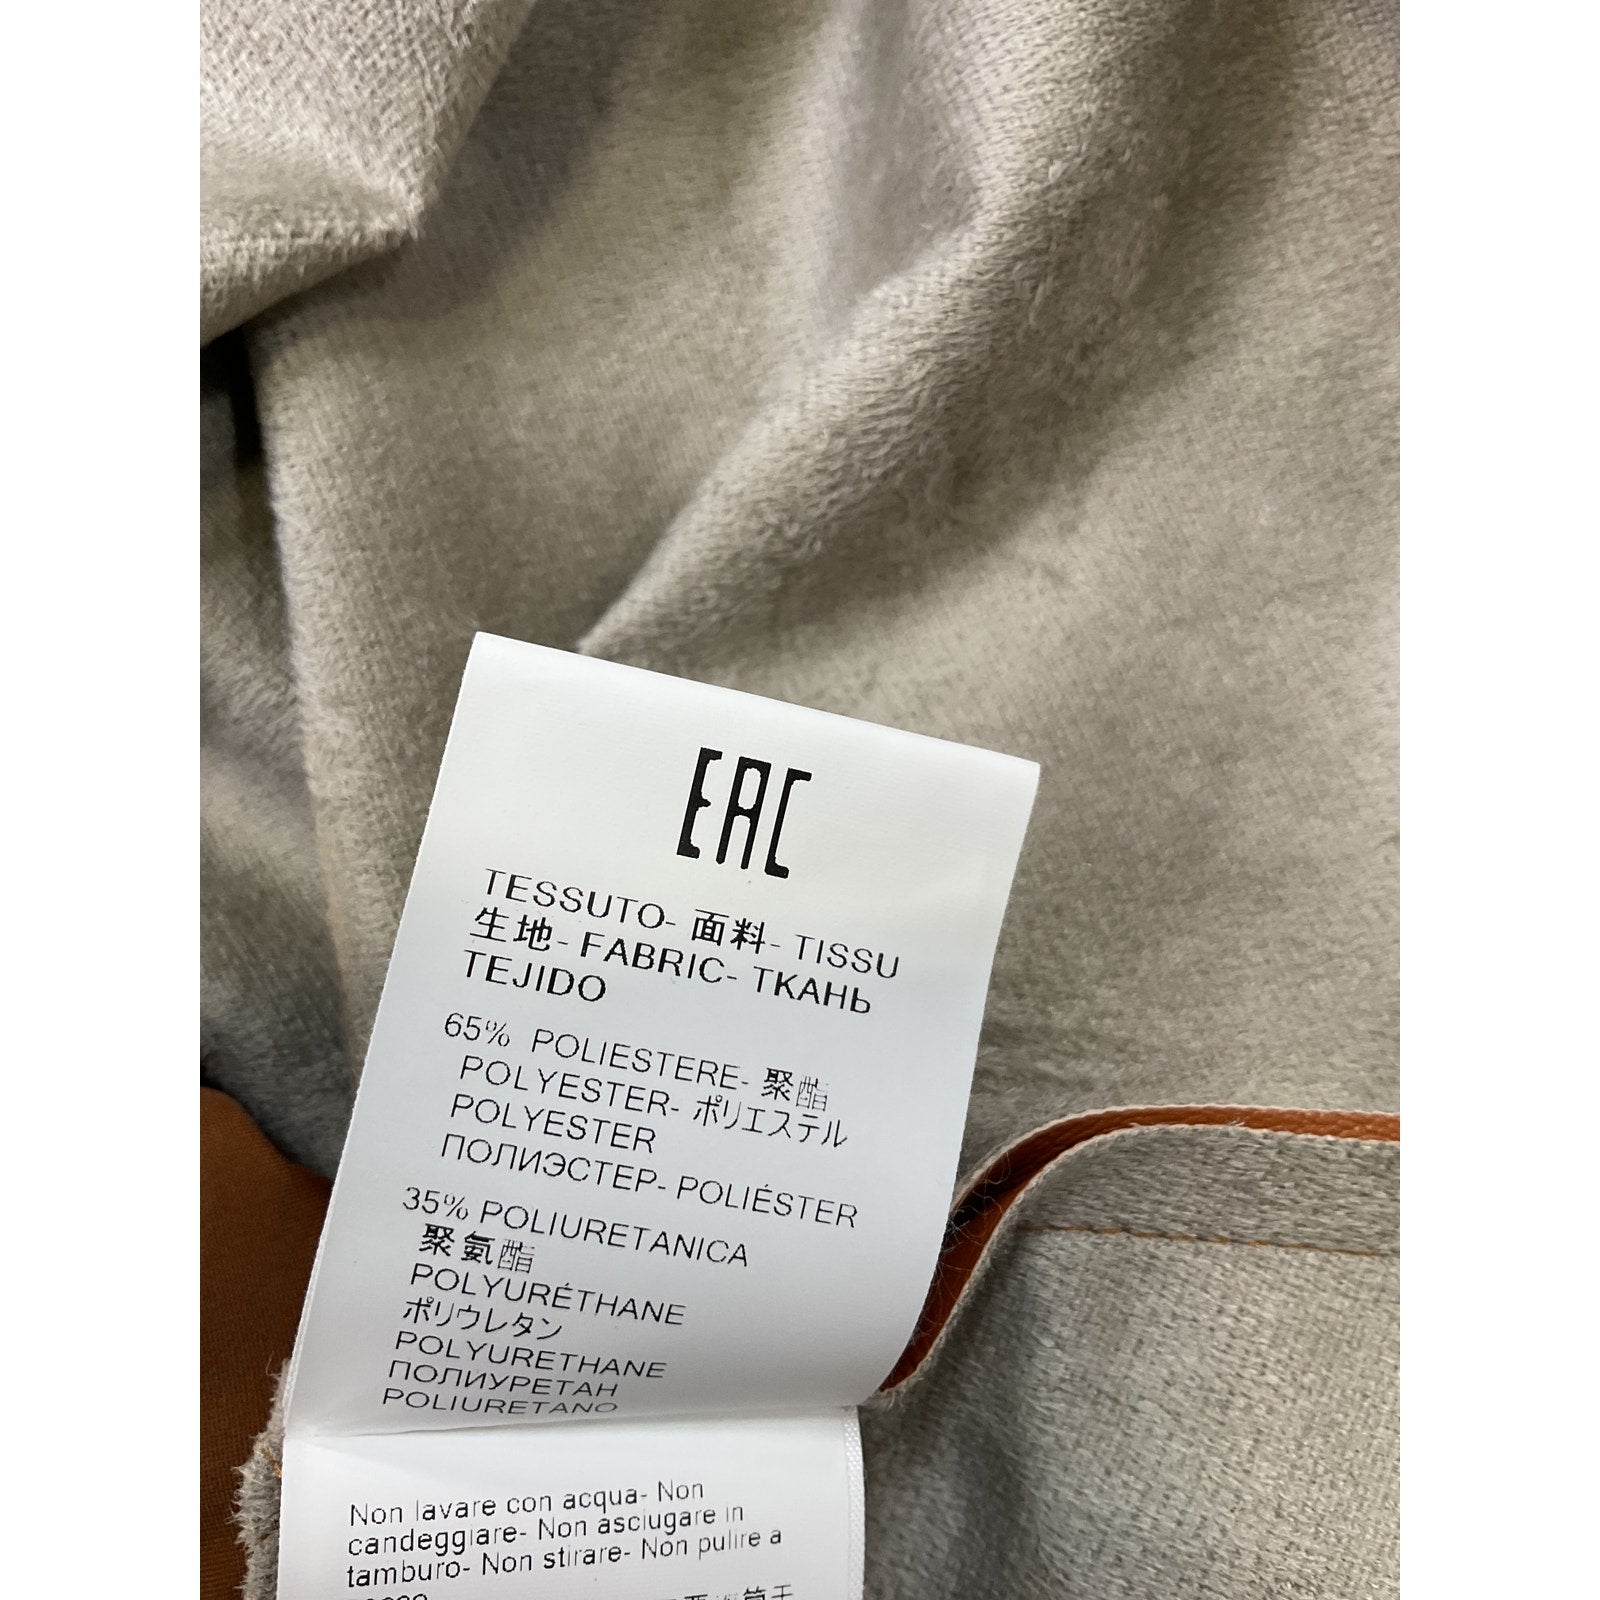 EAC
TESSUTO- 面料- TISSU
生地- FABRIC- ТКАНЬ
TEJIDO
65% POLIESTERE- 聚酯
POLYESTER- ポリエステル
POLYESTER
ПОЛИЭСТЕР- POLIÉSTER
35% POLIURETANICA
聚氨酯
POLYURÉTHANE
ポリウレタン
POLYURETHANE
ПОЛИУРЕТАН
POLIURETANO
Non lavare con acqua- Non
candeggiare- Non asciugare in
tamburo- Non stirare- Non pulire a